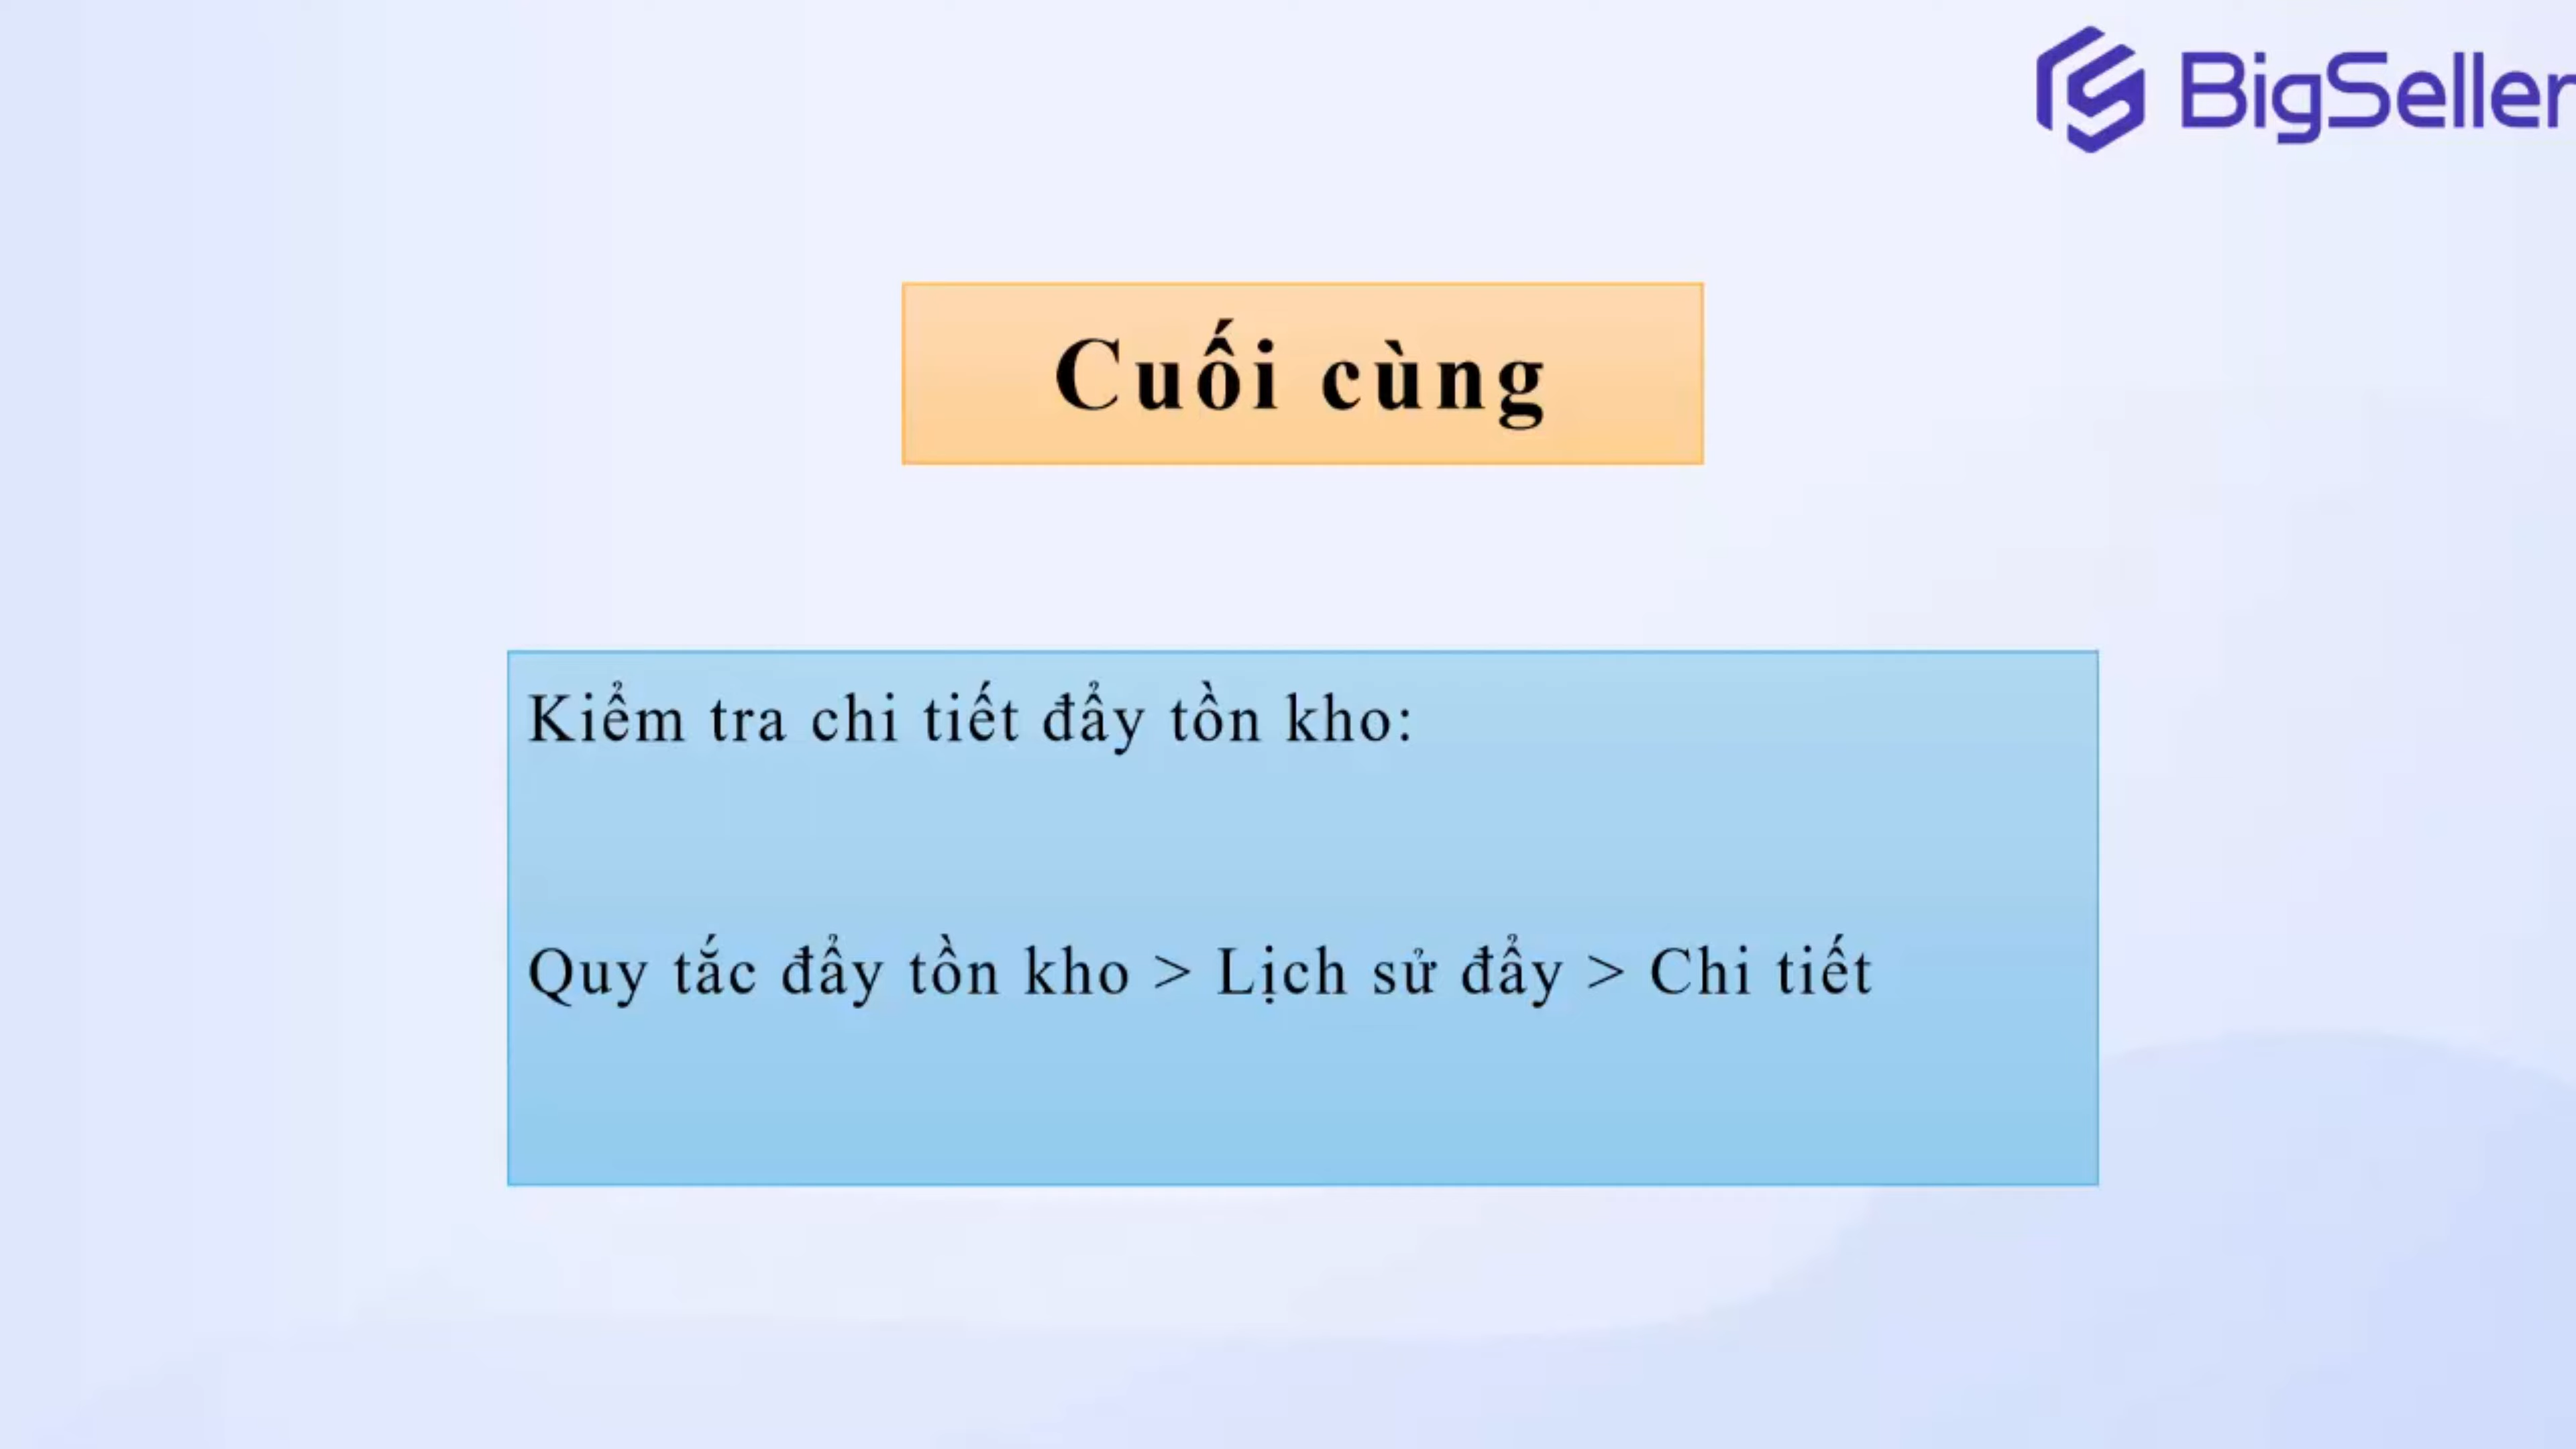 BigSeller
Cuối cùng
Kiểm tra chi tiết đẩy tồn kho:
Quy tắc đẩy tồn kho > Lịch sử đẩy > Chi tiết